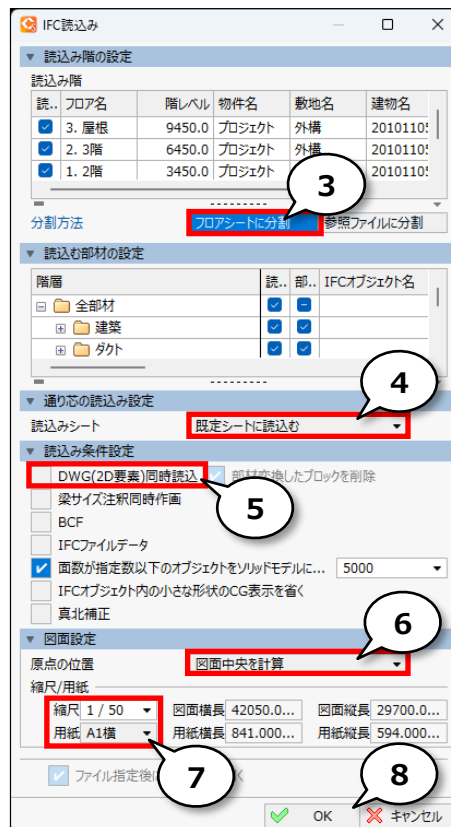 IFC読込み
読込み階の設定
読込み階
読.. フロア名 階レベル 物件名 敷地名 建物名
3. 屋根 9450.0 プロジェクト 外構 20101105
2. 3階 6450.0 プロジェクト 外構 20101105
1. 2階 3450.0 プロジェクト 20101105
3
分割方法 フロアシートに分割 参照ファイルに分割
読込む部材の設定
階層 読.. 部.. IFCオブジェクト名
全部材
建築
ダクト
4
通り芯の読込み設定
読込みシート 既定シートに読込む
読込み条件設定
DWG(2D要素)同時読込 部材変換したブロックを削除
5
梁サイズ注釈同時作画
BCF
IFCファイルデータ
面数が指定数以下のオブジェクトをソリッドモデルに... 5000
IFCオブジェクト内の小さな形状のCG表示を省く
真北補正
6
図面設定
原点の位置 図面中央を計算
縮尺/用紙
縮尺 1 / 50 図面横長 42050.0... 図面縦長 29700.0...
用紙 A1横 用紙横長 841.000... 用紙縦長 594.000...
7
8
ファイル指定後に
OK キャンセル